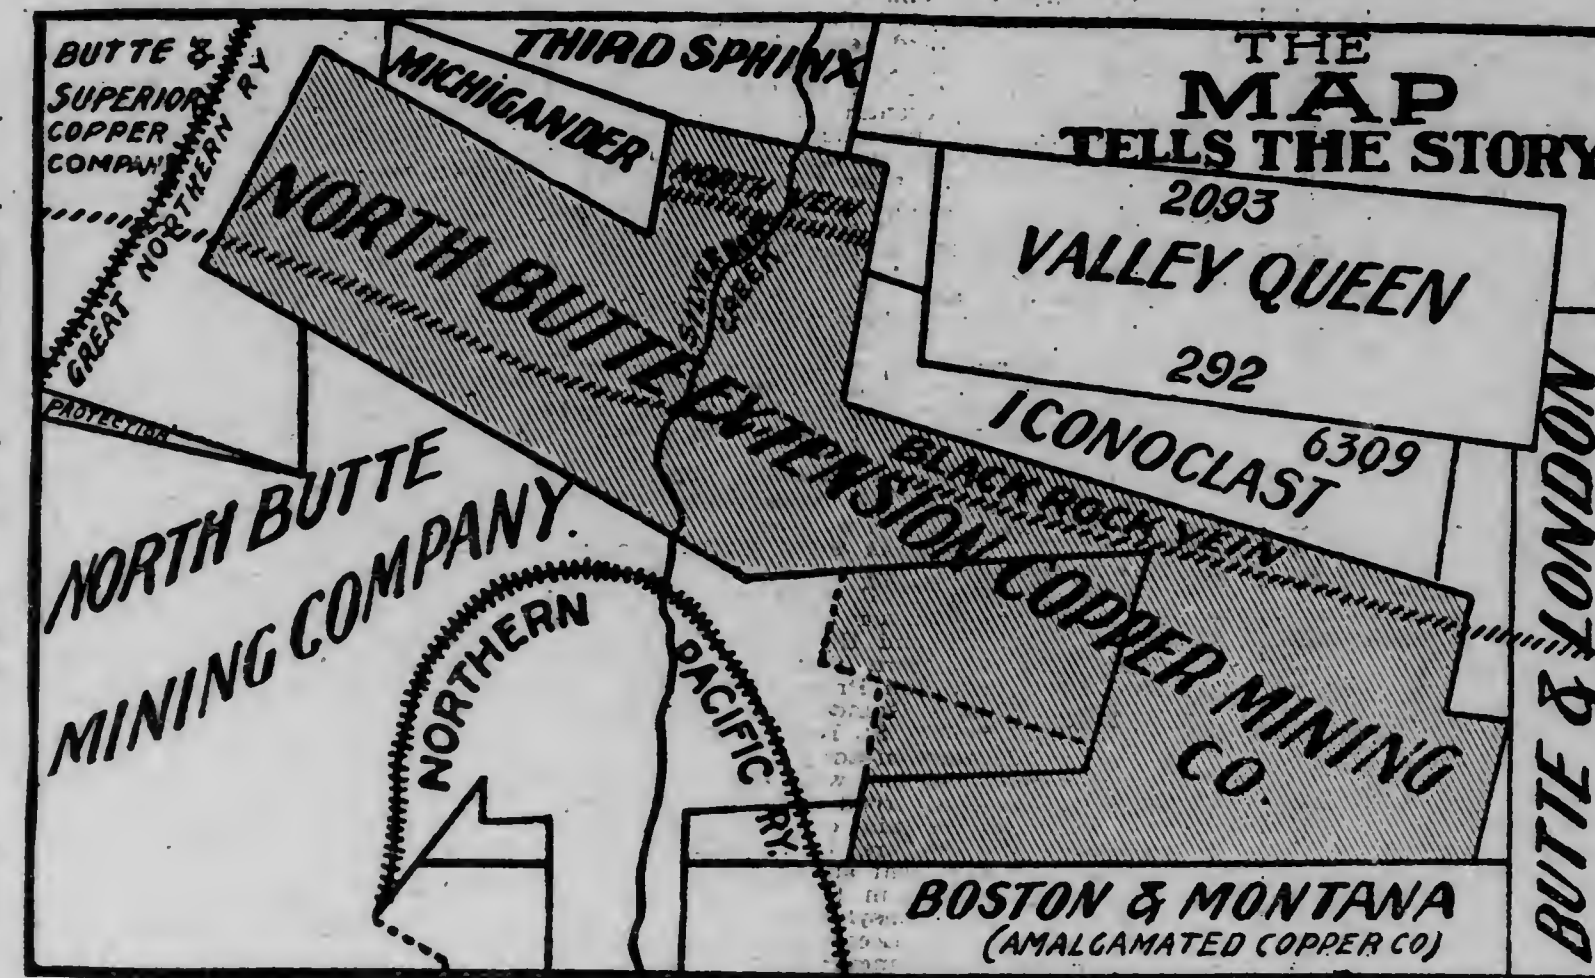 THE
MAP
TELLS THE STORY
BUTTE &
SUPERIOR
COPPER
COMPANY
GREAT NORTHERN RY
MICHIGANDER
THIRD SPHINX
NORTH VEIN
SILVER BOW
CREEK
2093
VALLEY QUEEN
292
ICONOCLAST
6309
NORTH BUTTE EXTENSION COPPER MINING
CO.
BLACK ROCK VEIN
PROTECTION
NORTH BUTTE
MINING COMPANY.
NORTHERN PACIFIC RY.
BUTTE & LONDON
BOSTON & MONTANA
(AMALGAMATED COPPER CO)